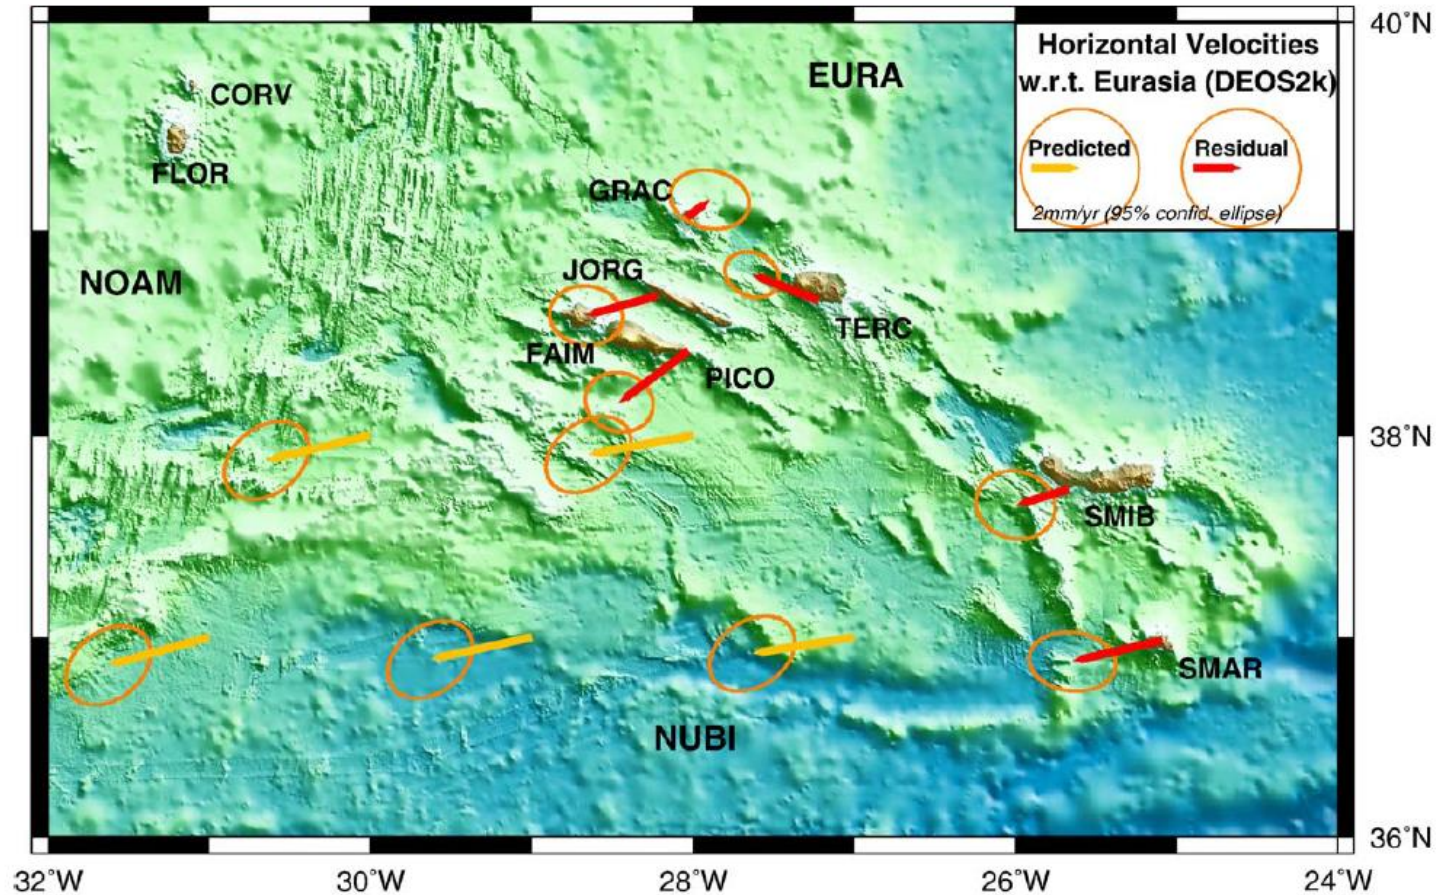 40°N
Horizontal Velocities
w.r.t. Eurasia (DEOS2k)
Predicted
Residual
2mm/yr (95% confid. ellipse)
EURA
CORV
FLOR
GRAC
NOAM
JORG
TERC
FAIM
PICO
38°N
SMIB
SMAR
NUBI
36°N
32°W
30°W
28°W
26°W
24°W